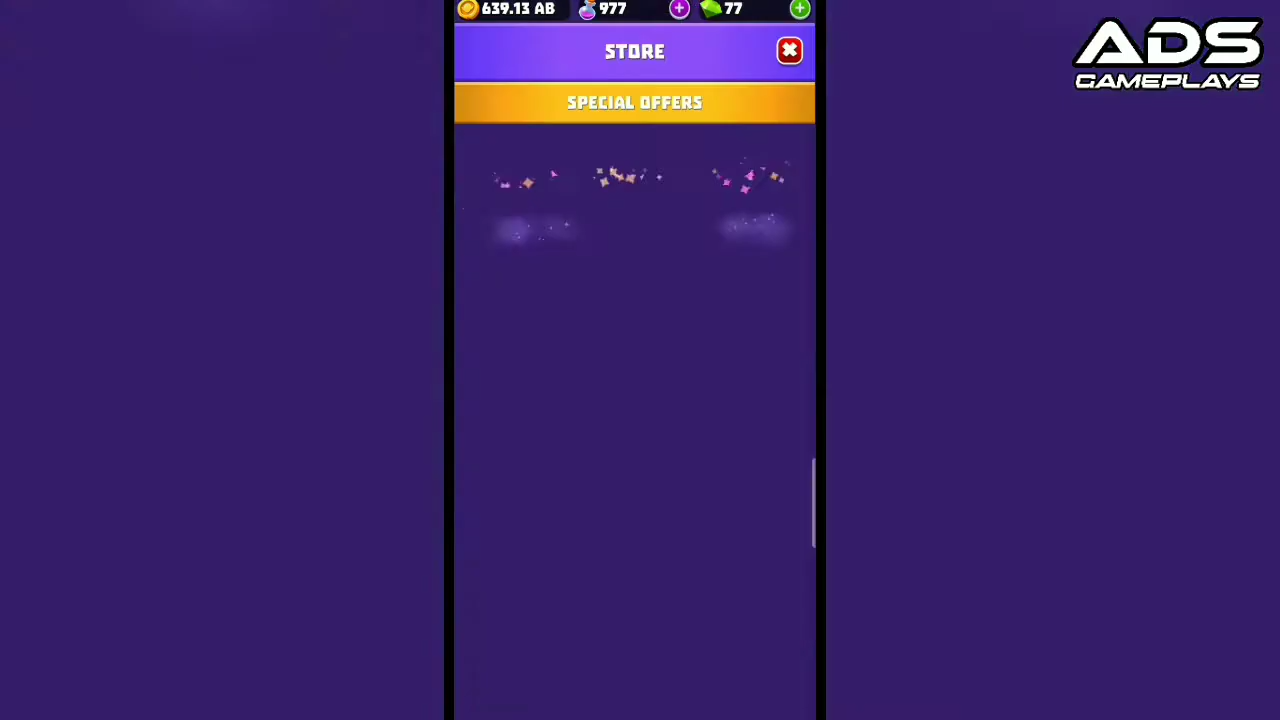 639.13 AB 977 77
STORE
SPECIAL OFFERS
ADS
GAMEPLAYS